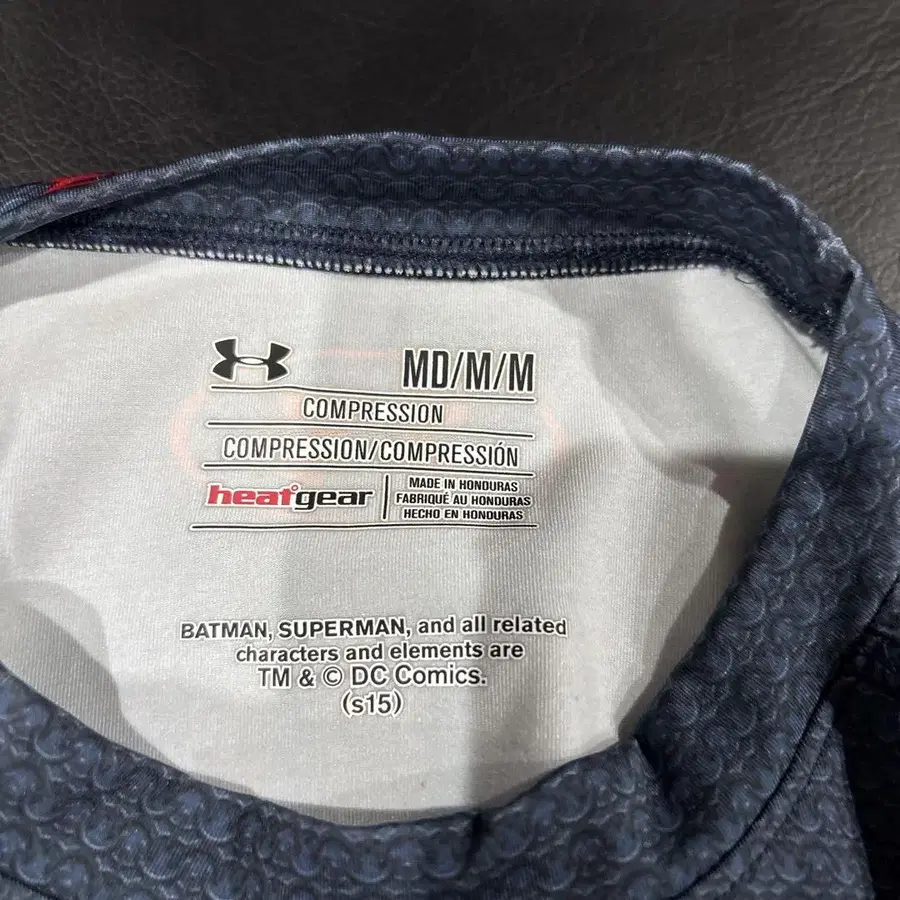 MD/M/M
COMPRESSION
COMPRESSION/COMPRESSIÓN
heatgear
MADE IN HONDURAS
FABRIQUÉ AU HONDURAS
HECHO EN HONDURAS
BATMAN, SUPERMAN, and all related
characters and elements are
TM & © DC Comics.
(s15)